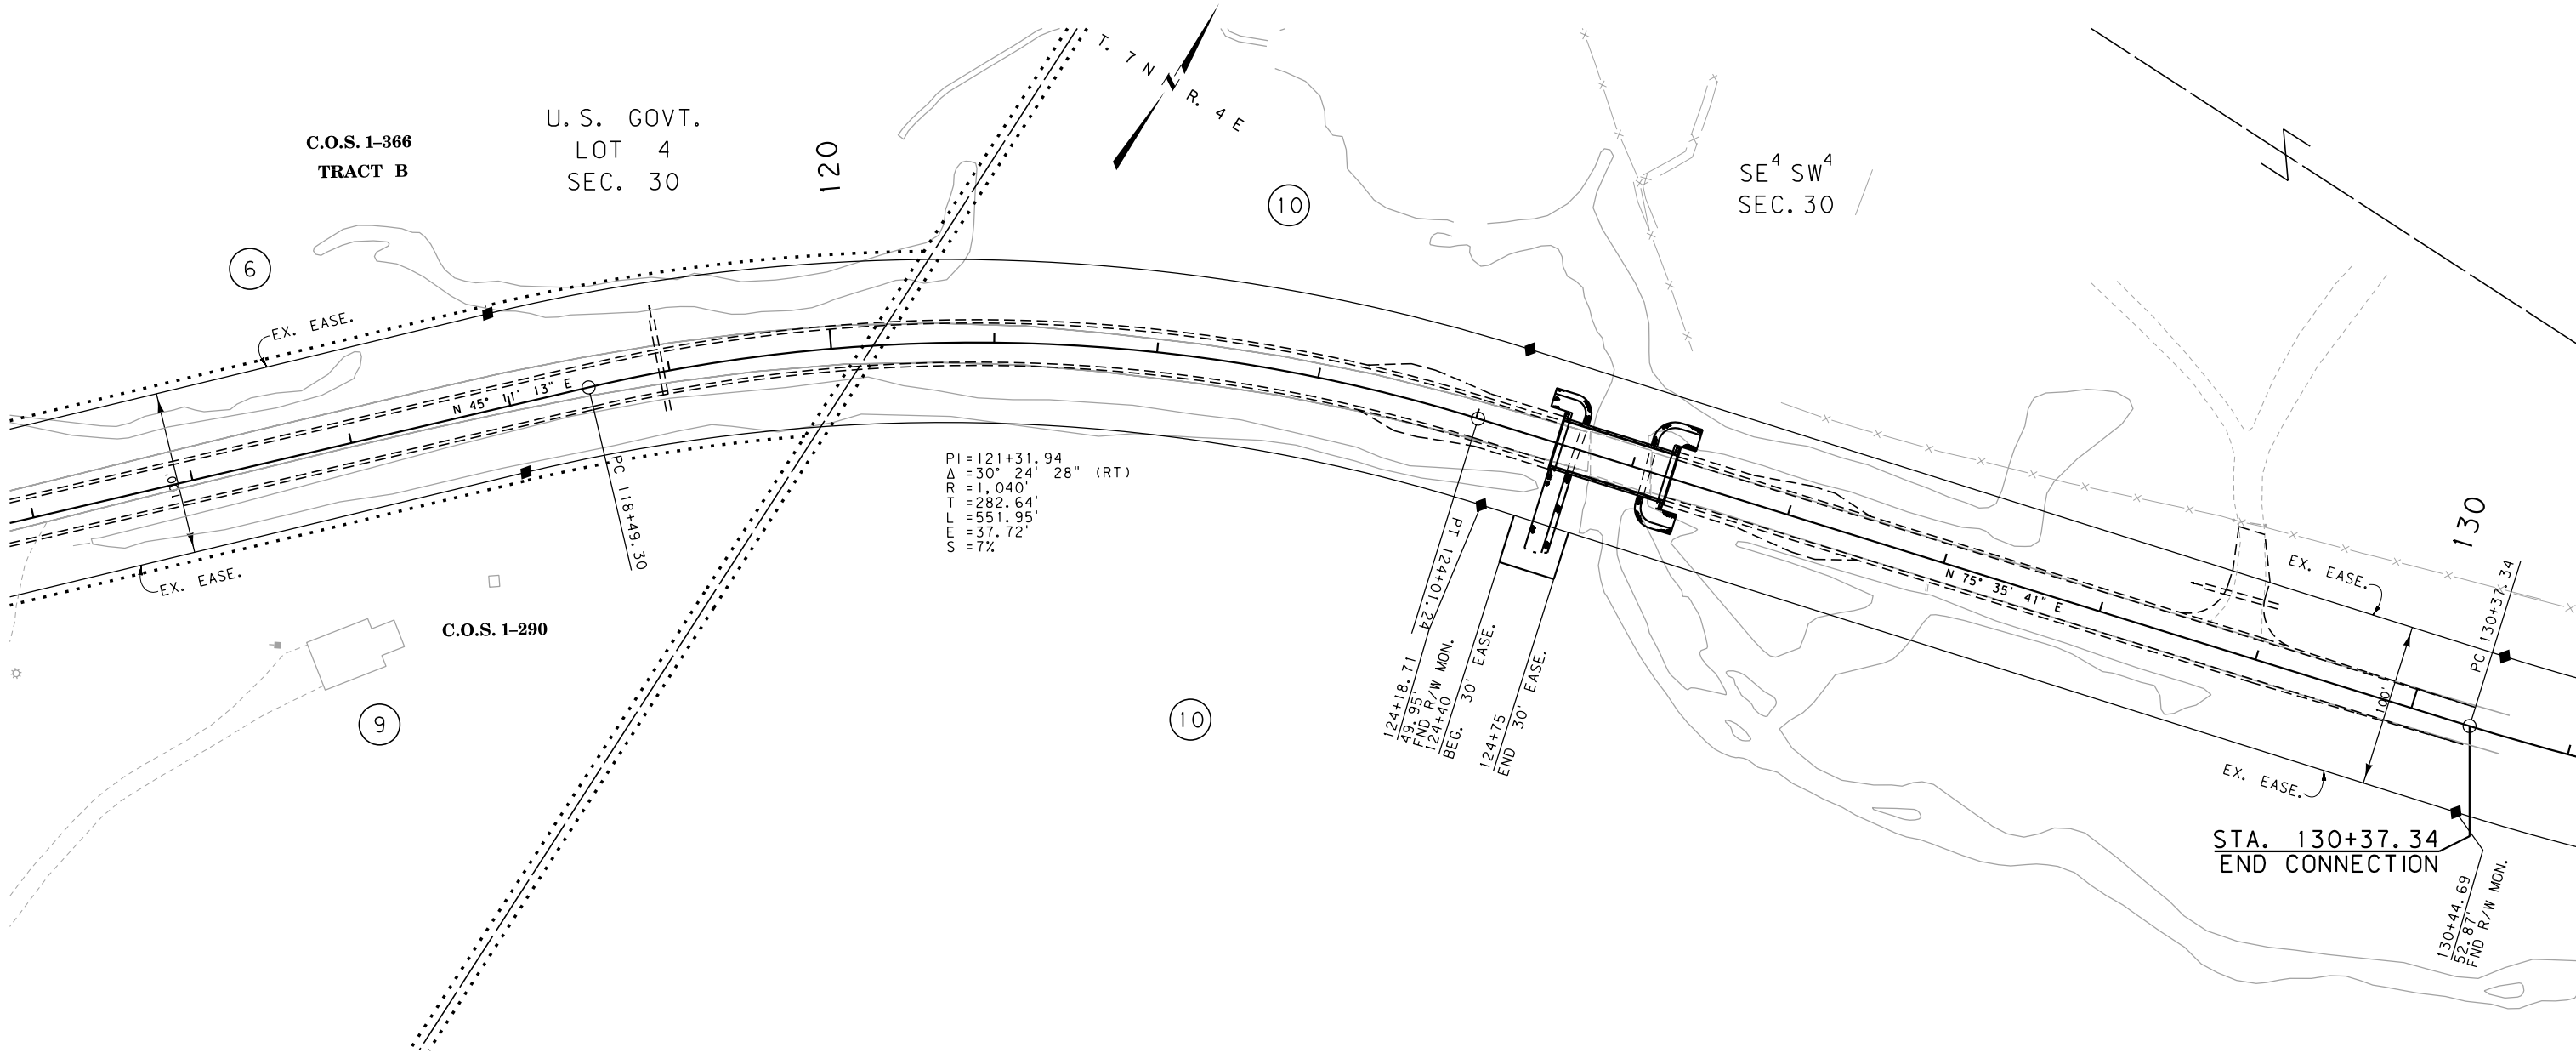 T. 7 N
N
R. 4 E
C.O.S. 1–366
TRACT B
U.S. GOVT.
LOT 4
SEC. 30
120
10
SE⁴ SW⁴
SEC. 30
6
EX. EASE.
N 45° 11' 13" E
100'
EX. EASE.
PC 118+49.30
PI=121+31.94
Δ =30° 24' 28" (RT)
R =1,040'
T =282.64'
L =551.95'
E =37.72'
S =7%
C.O.S. 1–290
9
10
PT 124+01.24
124+18.71
49.95'
FND R/W MON.
124+40
BEG. 30' EASE.
124+75
END 30' EASE.
N 75° 35' 41" E
130
EX. EASE.
PC 130+37.34
100'
EX. EASE.
STA. 130+37.34
END CONNECTION
130+44.69
52.87'
FND R/W MON.